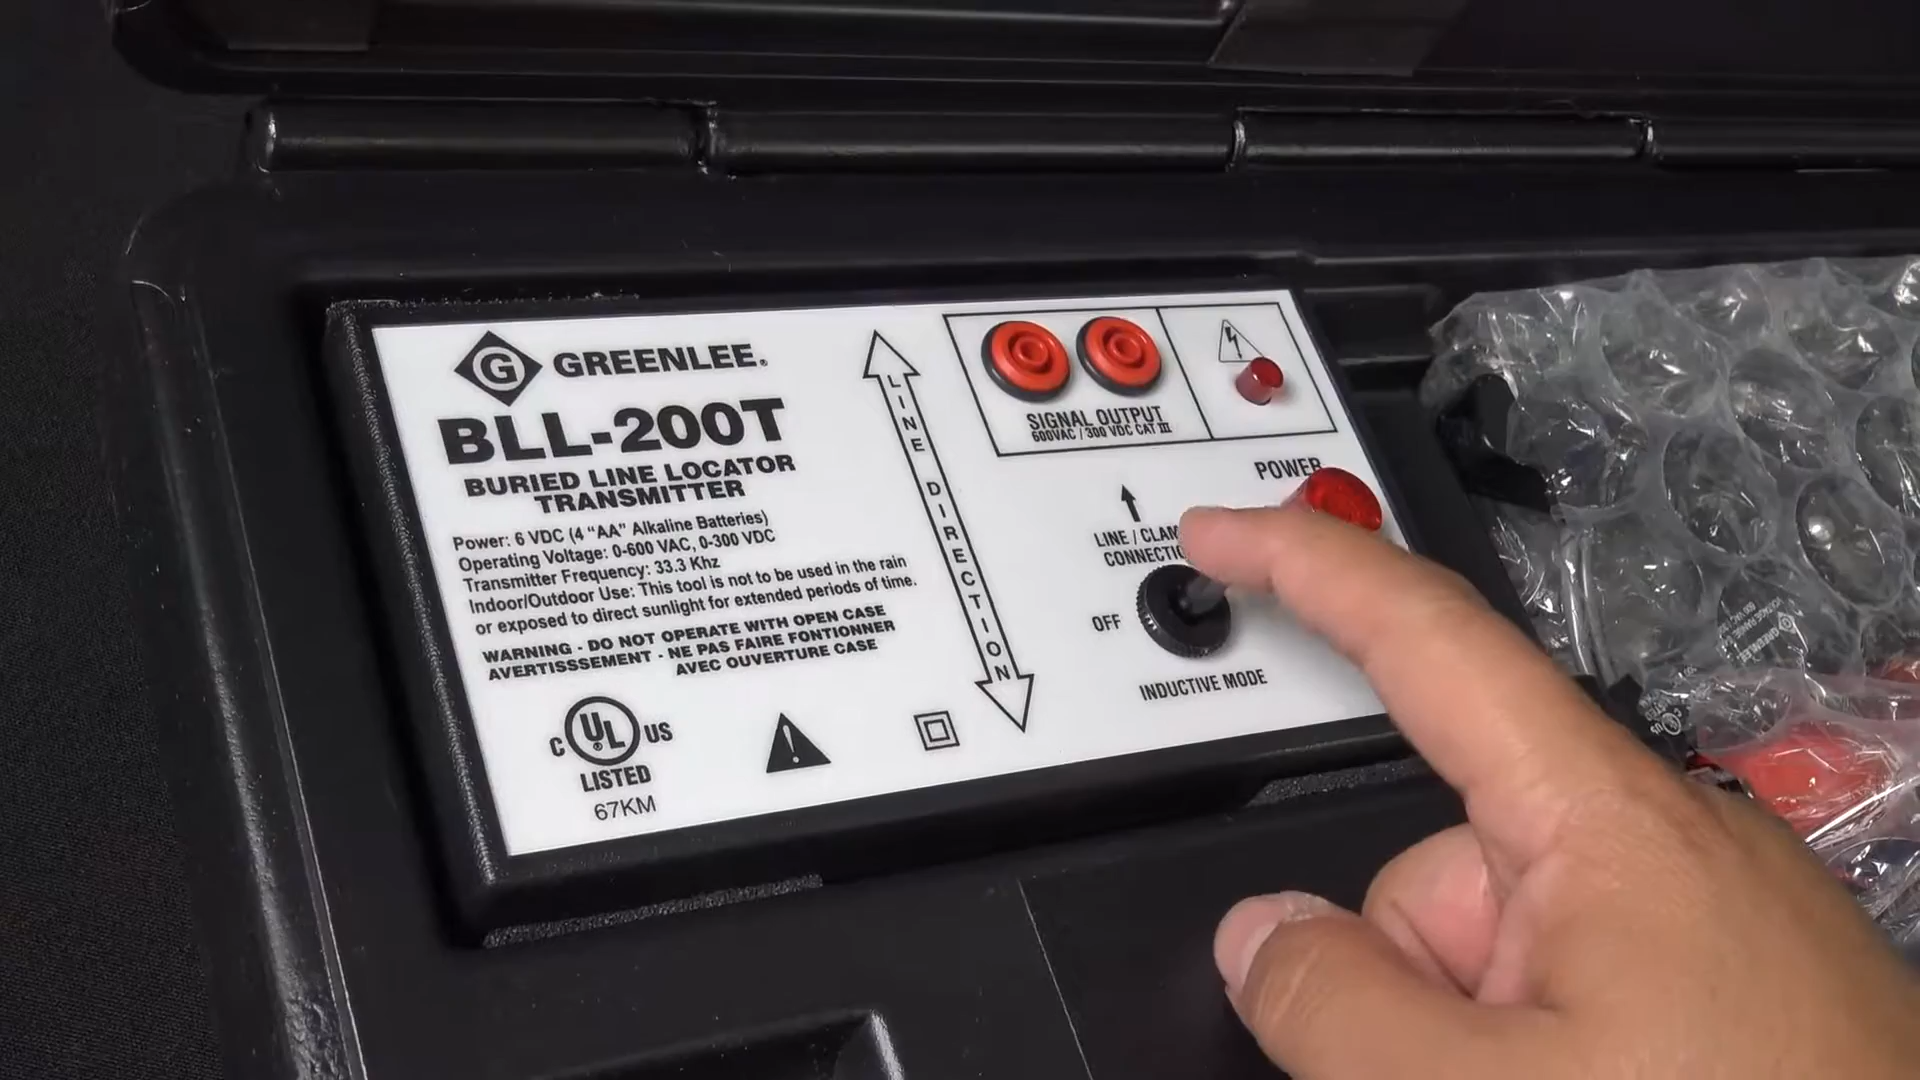 G GREENLEE®
BLL-200T
BURIED LINE LOCATOR
TRANSMITTER
Power: 6 VDC (4 "AA" Alkaline Batteries)
Operating Voltage: 0-600 VAC, 0-300 VDC
Transmitter Frequency: 33.3 Khz
Indoor/Outdoor Use: This tool is not to be used in the rain
or exposed to direct sunlight for extended periods of time.
WARNING - DO NOT OPERATE WITH OPEN CASE
AVERTISSSEMENT - NE PAS FAIRE FONTIONNER
AVEC OUVERTURE CASE
C UL® US
LISTED
67KM
LINE DIRECTION
SIGNAL OUTPUT
600VAC / 300 VDC CAT III
POWER
LINE / CLAM
CONNECTIO
OFF
INDUCTIVE MODE
GREENLEE